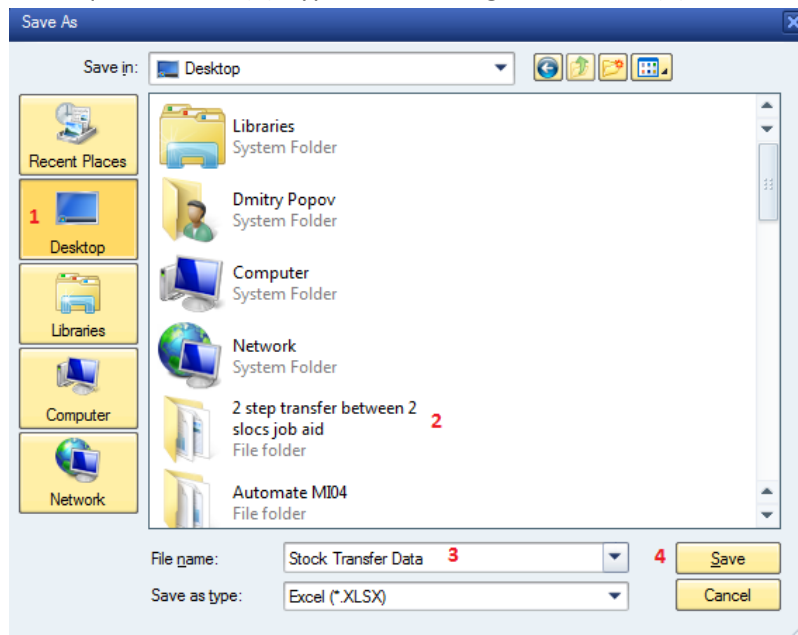 Save As
Save in:
Desktop
Recent Places
1
Desktop
Libraries
Computer
Network
Libraries
System Folder
Dmitry Popov
System Folder
Computer
System Folder
Network
System Folder
2 step transfer between 2
slocs job aid
2
File folder
Automate MI04
File folder
File name:
Stock Transfer Data
3
4
Save
Save as type:
Excel (*.XLSX)
Cancel